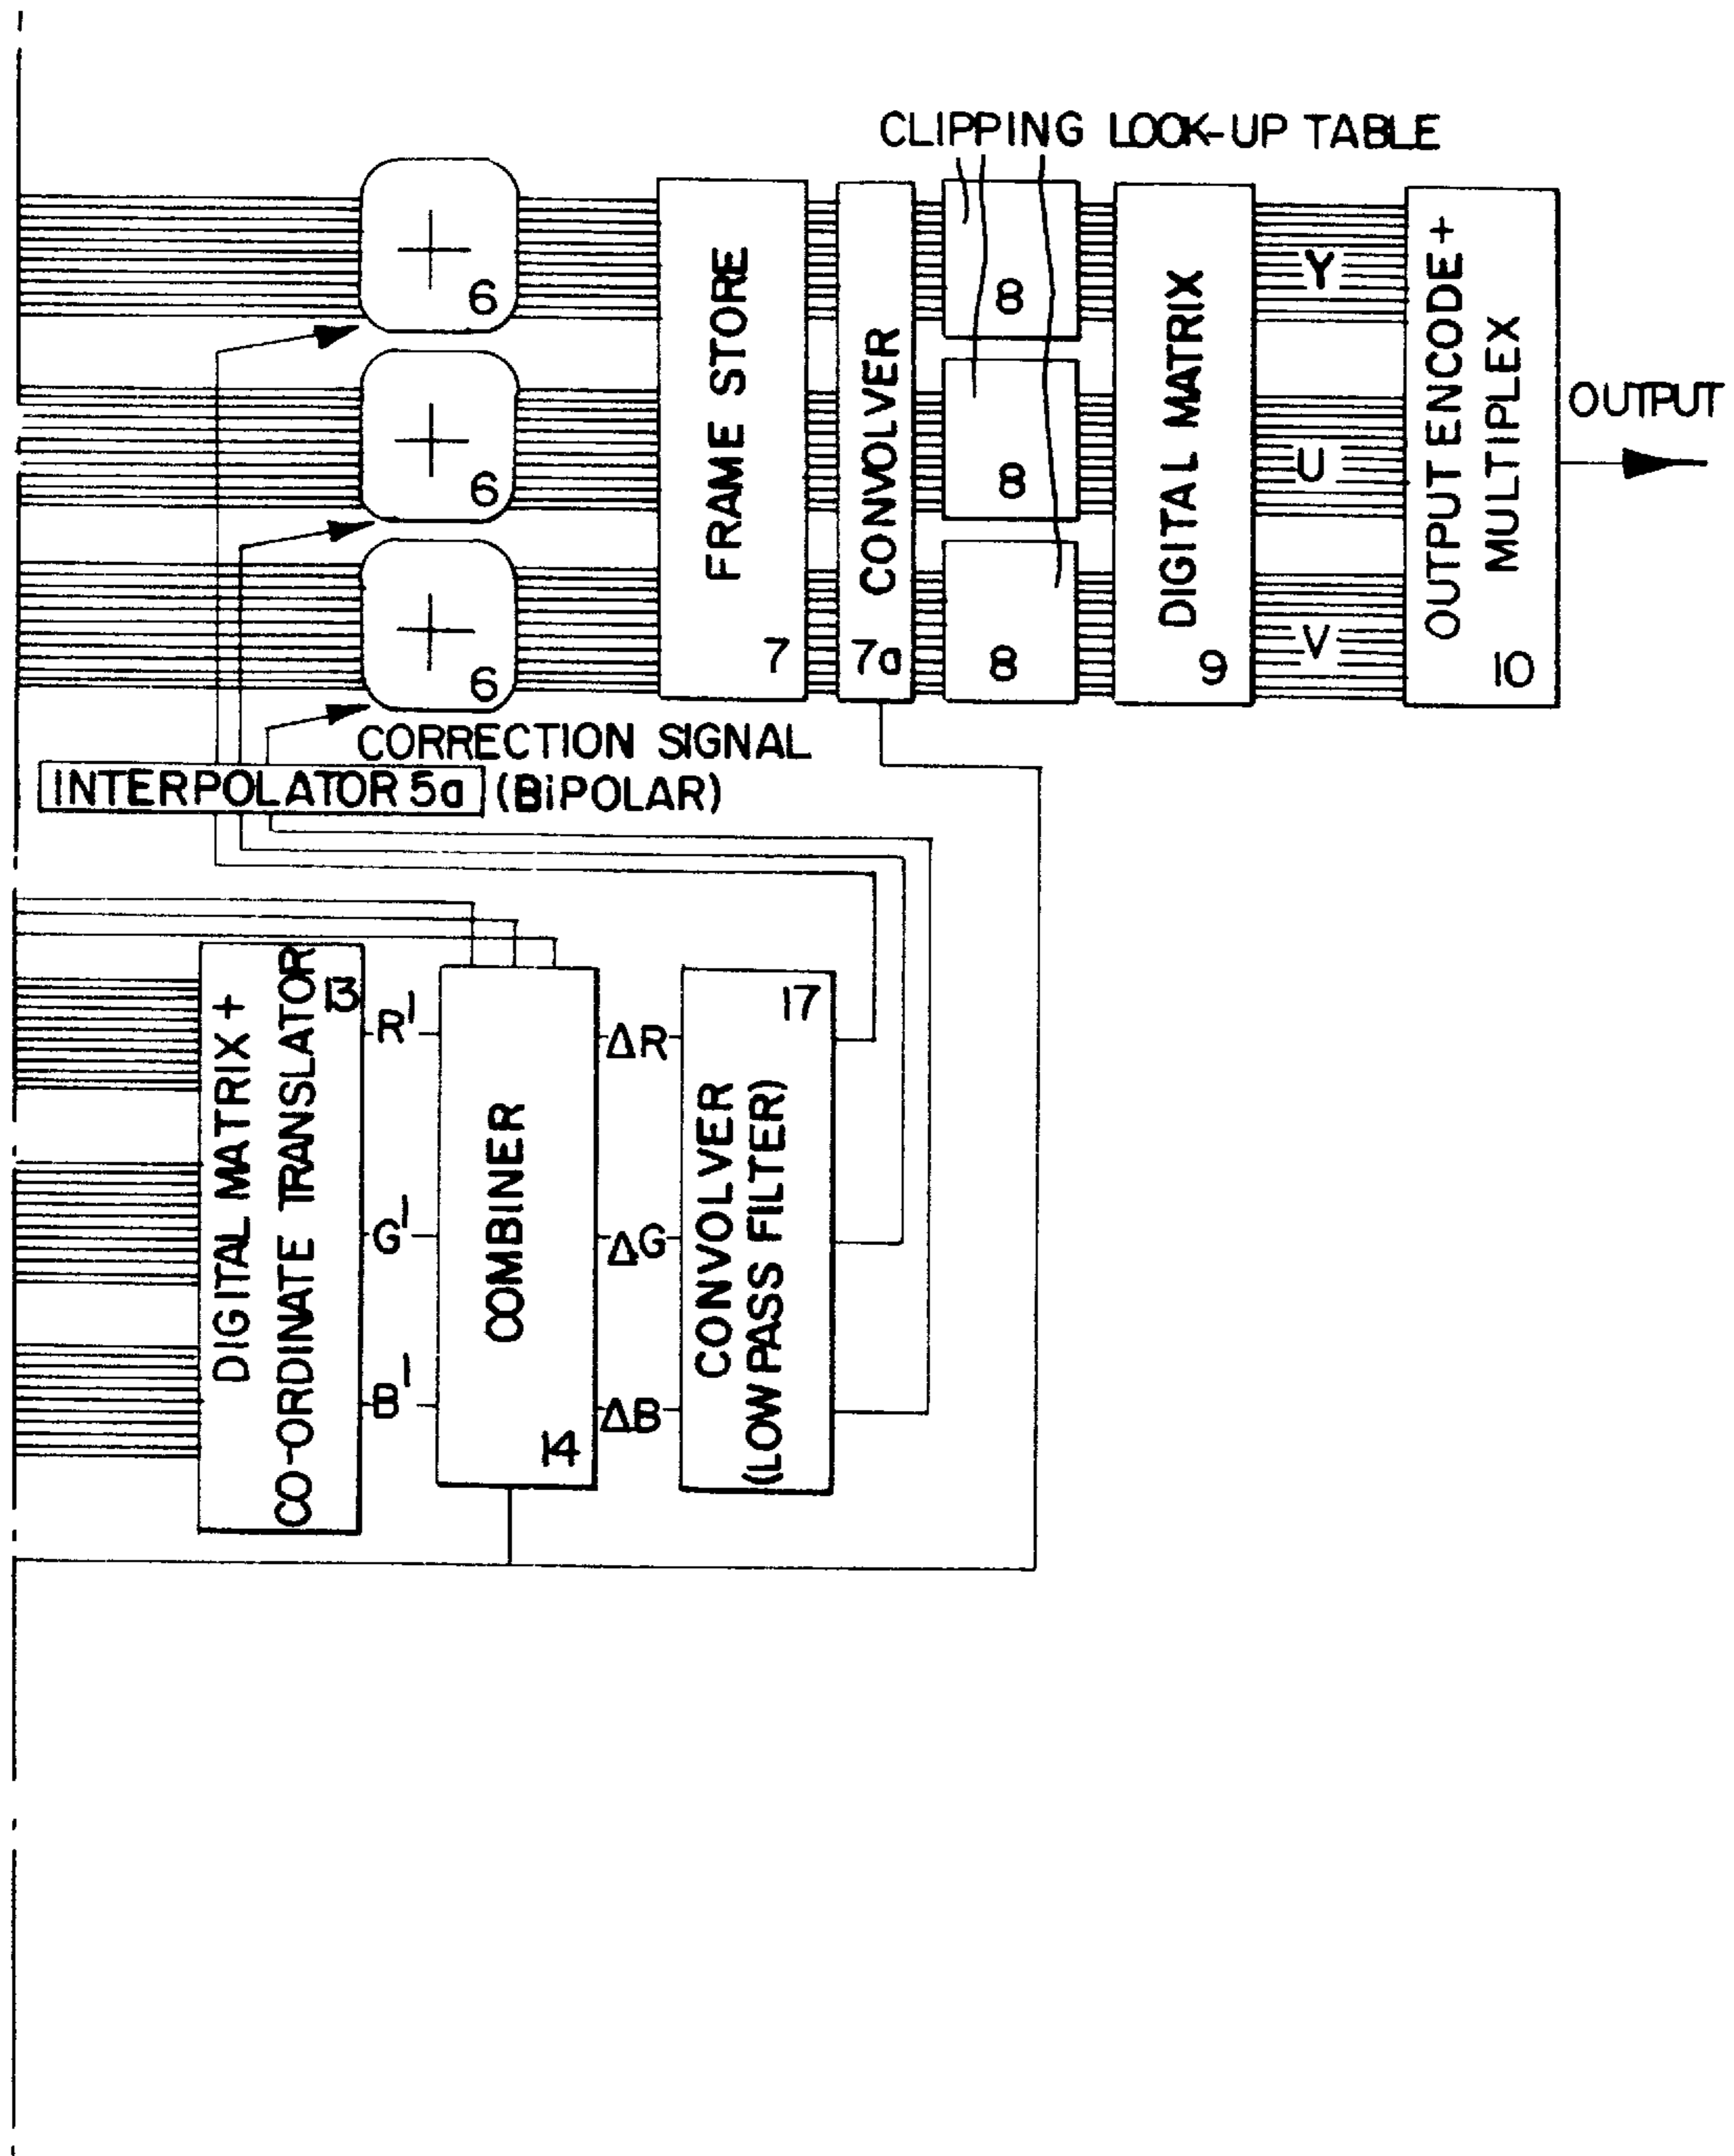 CLIPPING LOOK-UP TABLE
+
6
+
6
+
6
FRAME STORE
7
CONVOLVER
7a
8
8
8
DIGITAL MATRIX
9
Y
U
V
OUTPUT ENCODE +
MULTIPLEX
10
OUTPUT
CORRECTION SIGNAL
(BiPOLAR)
INTERPOLATOR 5a
DIGITAL MATRIX +
CO-ORDINATE TRANSLATOR
13
R'
G'
B'
COMBINER
14
ΔR
ΔG
ΔB
CONVOLVER
(LOW PASS FILTER)
17